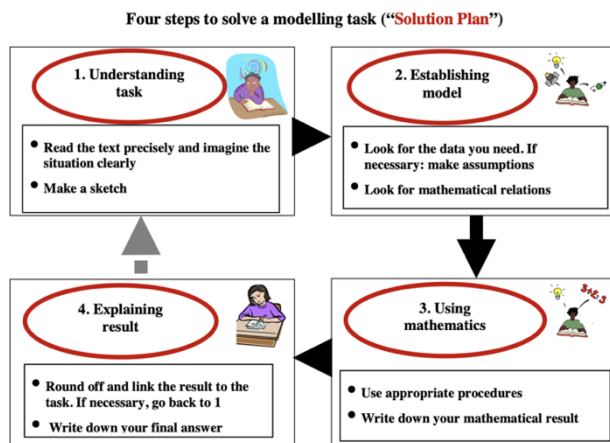 Four steps to solve a modelling task (“Solution Plan”)
1. Understanding
task
• Read the text precisely and imagine the
situation clearly
• Make a sketch
2. Establishing
model
• Look for the data you need. If
necessary: make assumptions
• Look for mathematical relations
3. Using
mathematics
• Use appropriate procedures
• Write down your mathematical result
4. Explaining
result
• Round off and link the result to the
task. If necessary, go back to 1
• Write down your final answer